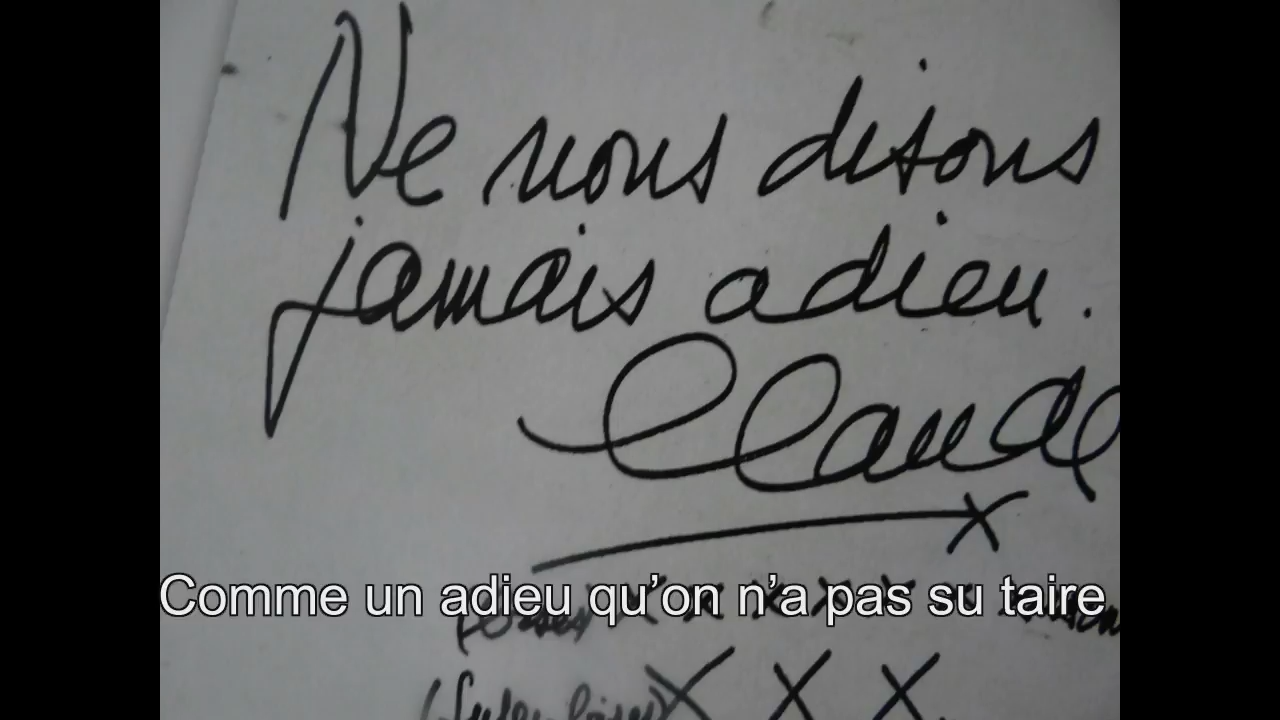 Ne nous disons
jamais adieu.
Claude
x
Comme un adieu qu’on n’a pas su taire
x x x x x
X X X